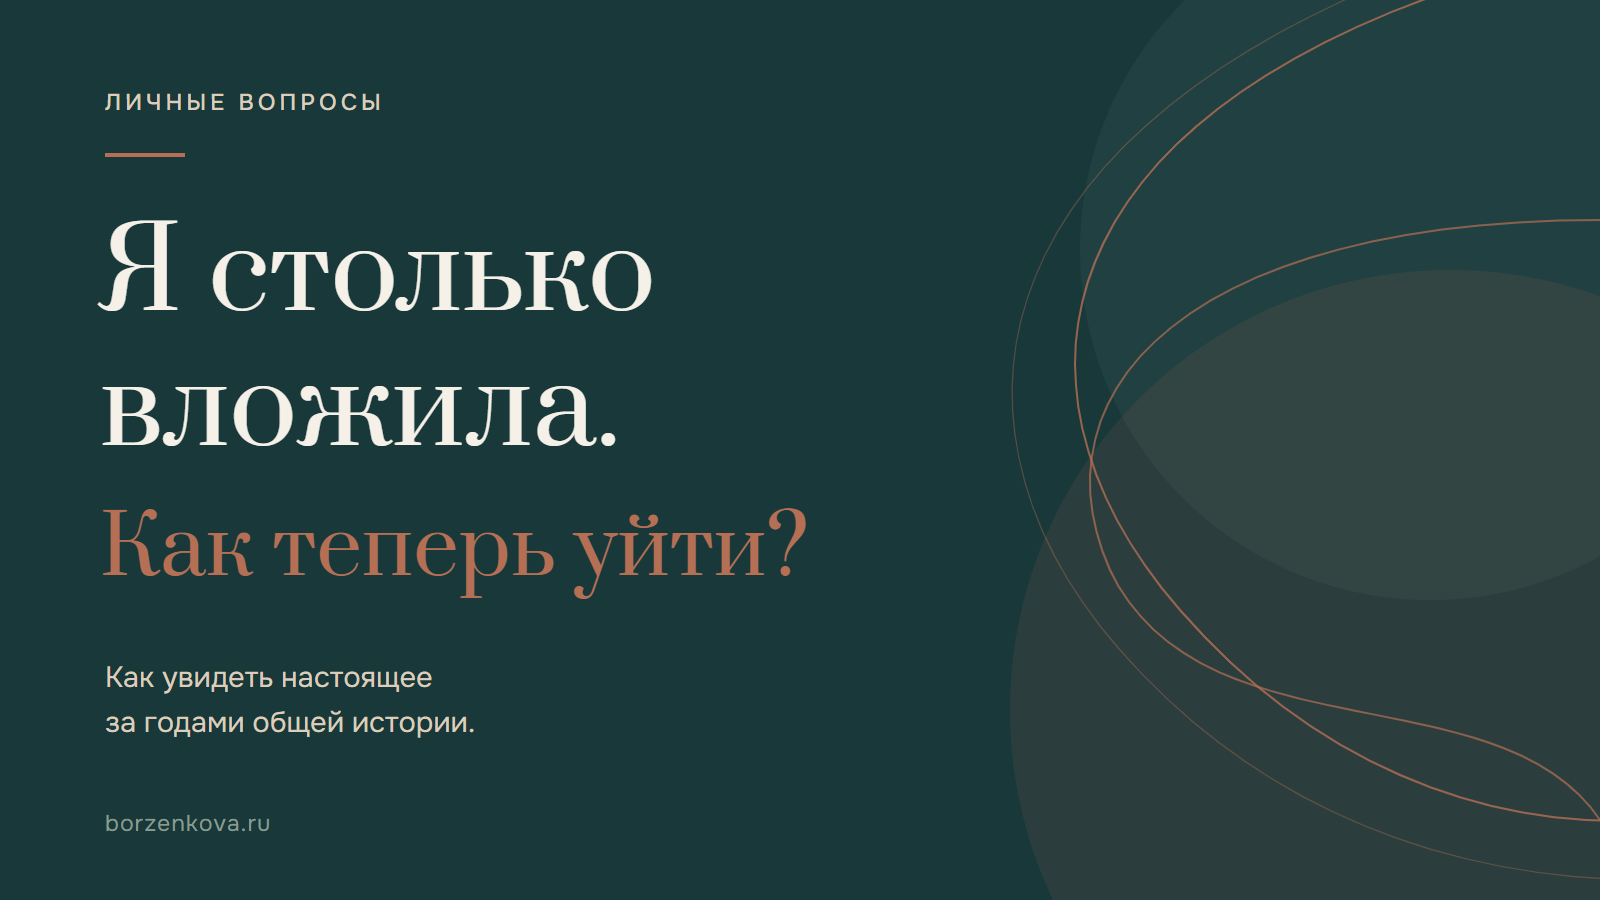 ЛИЧНЫЕ ВОПРОСЫ
Я столько
вложила.
Как теперь уйти?
Как увидеть настоящее
за годами общей истории.
borzenkova.ru